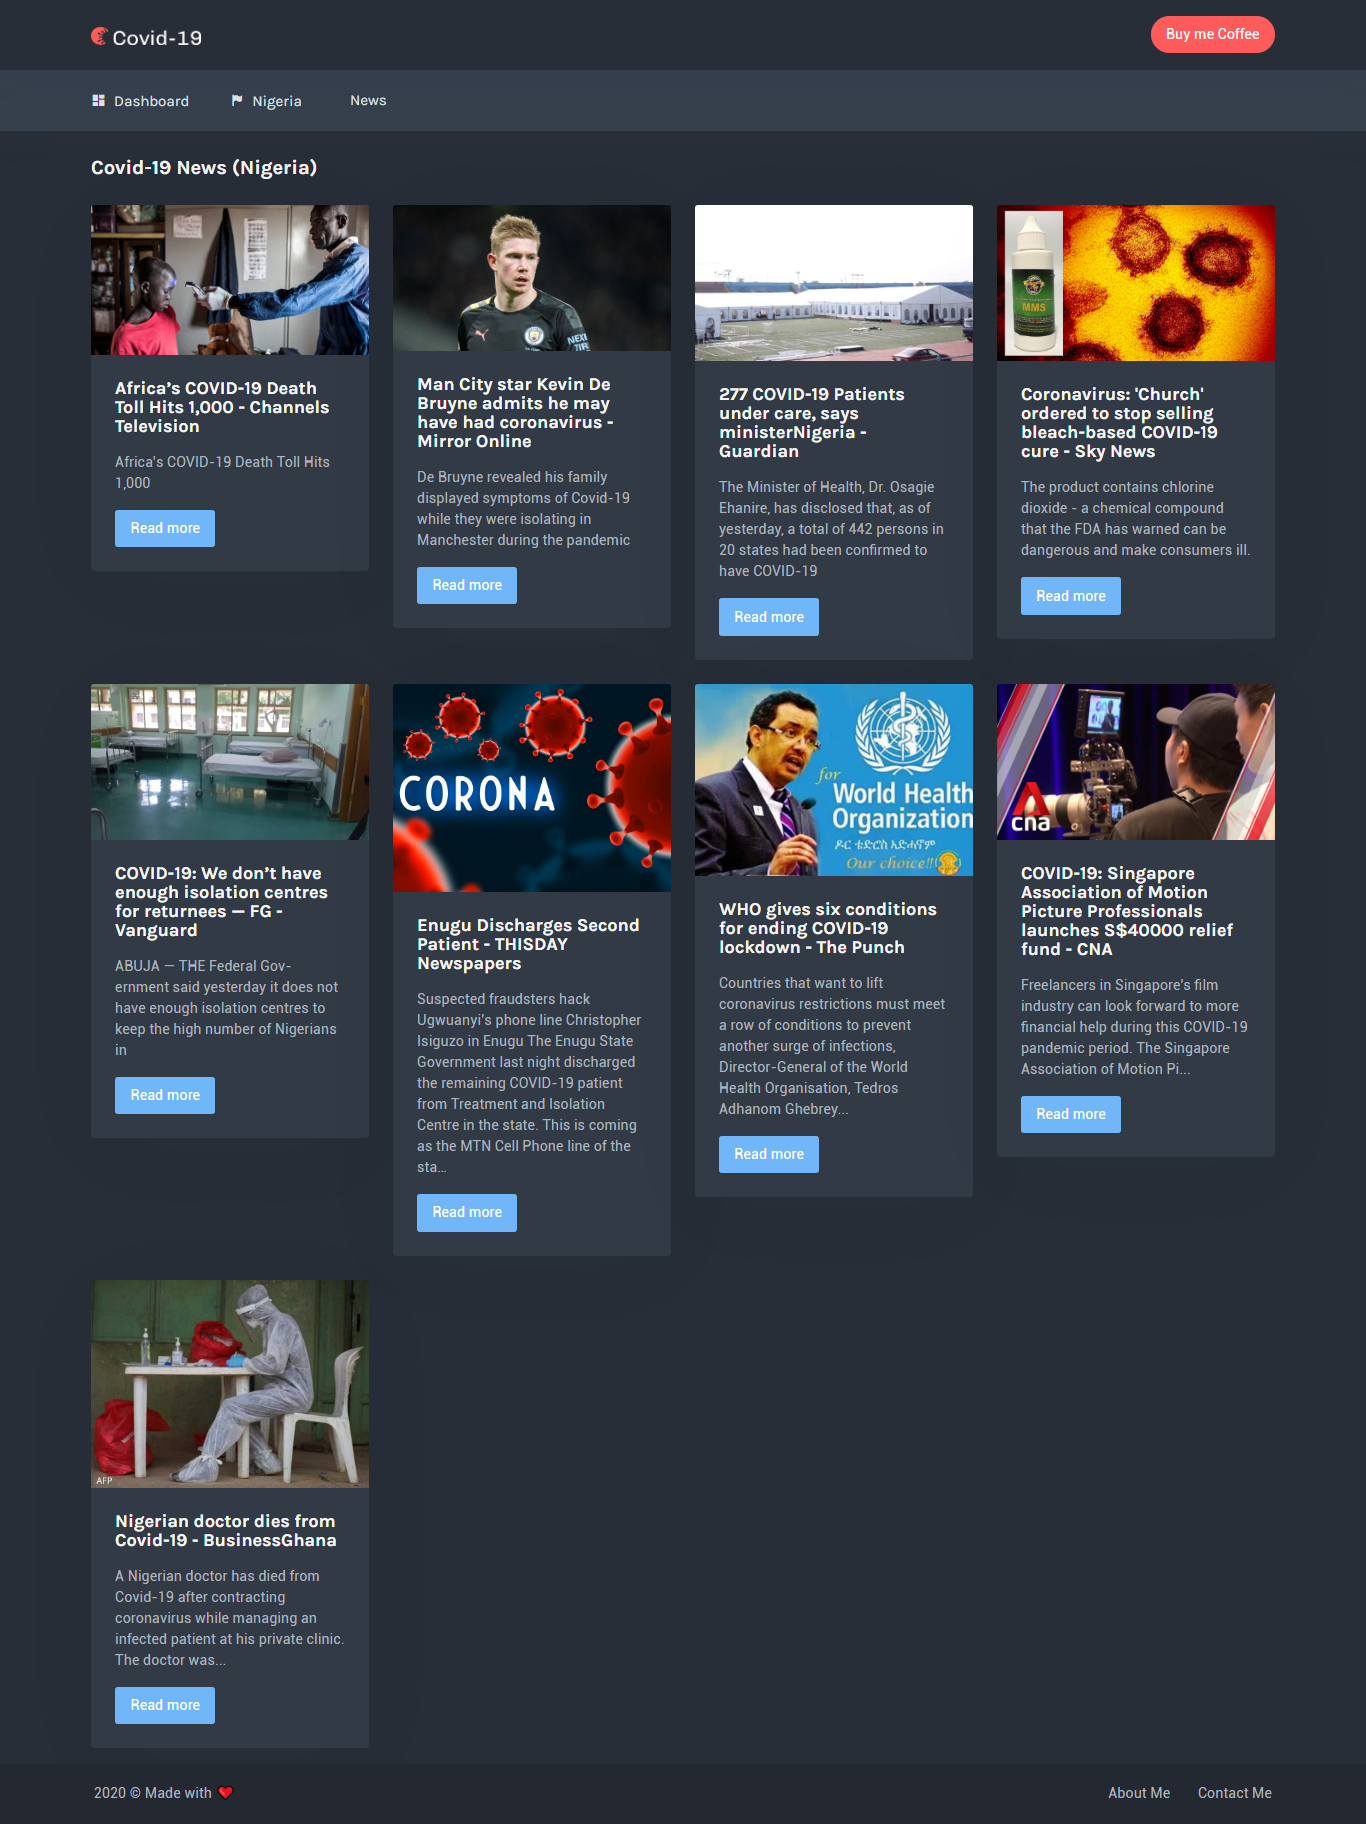 Covid-19
Buy me Coffee
Dashboard
Nigeria
News
Covid-19 News (Nigeria)
Africa's COVID-19 Death
Toll Hits 1,000 - Channels
Television
Africa's COVID-19 Death Toll Hits
1,000
Read more
NEXT
Man City star Kevin De
Bruyne admits he may
have had coronavirus -
Mirror Online
De Bruyne revealed his family
displayed symptoms of Covid-19
while they were isolating in
Manchester during the pandemic
Read more
277 COVID-19 Patients
under care, says
ministerNigeria -
Guardian
The Minister of Health, Dr. Osagie
Ehanire, has disclosed that, as of
yesterday, a total of 442 persons in
20 states had been confirmed to
have COVID-19
Read more
MMS
Coronavirus: 'Church'
ordered to stop selling
bleach-based COVID-19
cure - Sky News
The product contains chlorine
dioxide - a chemical compound
that the FDA has warned can be
dangerous and make consumers ill.
Read more
COVID-19: We don't have
enough isolation centres
for returnees — FG -
Vanguard
ABUJA — THE Federal Gov-
ernment said yesterday it does not
have enough isolation centres to
keep the high number of Nigerians
in
Read more
CORONA
Enugu Discharges Second
Patient - THISDAY
Newspapers
Suspected fraudsters hack
Ugwuanyi's phone line Christopher
Isiguzo in Enugu The Enugu State
Government last night discharged
the remaining COVID-19 patient
from Treatment and Isolation
Centre in the state. This is coming
as the MTN Cell Phone line of the
sta…
Read more
for
World Health
Organization
ዶር ቴድሮስ አድሓኖም
Our choice!!
WHO gives six conditions
for ending COVID-19
lockdown - The Punch
Countries that want to lift
coronavirus restrictions must meet
a row of conditions to prevent
another surge of infections,
Director-General of the World
Health Organisation, Tedros
Adhanom Ghebrey...
Read more
cna
COVID-19: Singapore
Association of Motion
Picture Professionals
launches S$40000 relief
fund - CNA
Freelancers in Singapore's film
industry can look forward to more
financial help during this COVID-19
pandemic period. The Singapore
Association of Motion Pi...
Read more
AFP
Nigerian doctor dies from
Covid-19 - BusinessGhana
A Nigerian doctor has died from
Covid-19 after contracting
coronavirus while managing an
infected patient at his private clinic.
The doctor was...
Read more
2020 © Made with ❤
About Me
Contact Me